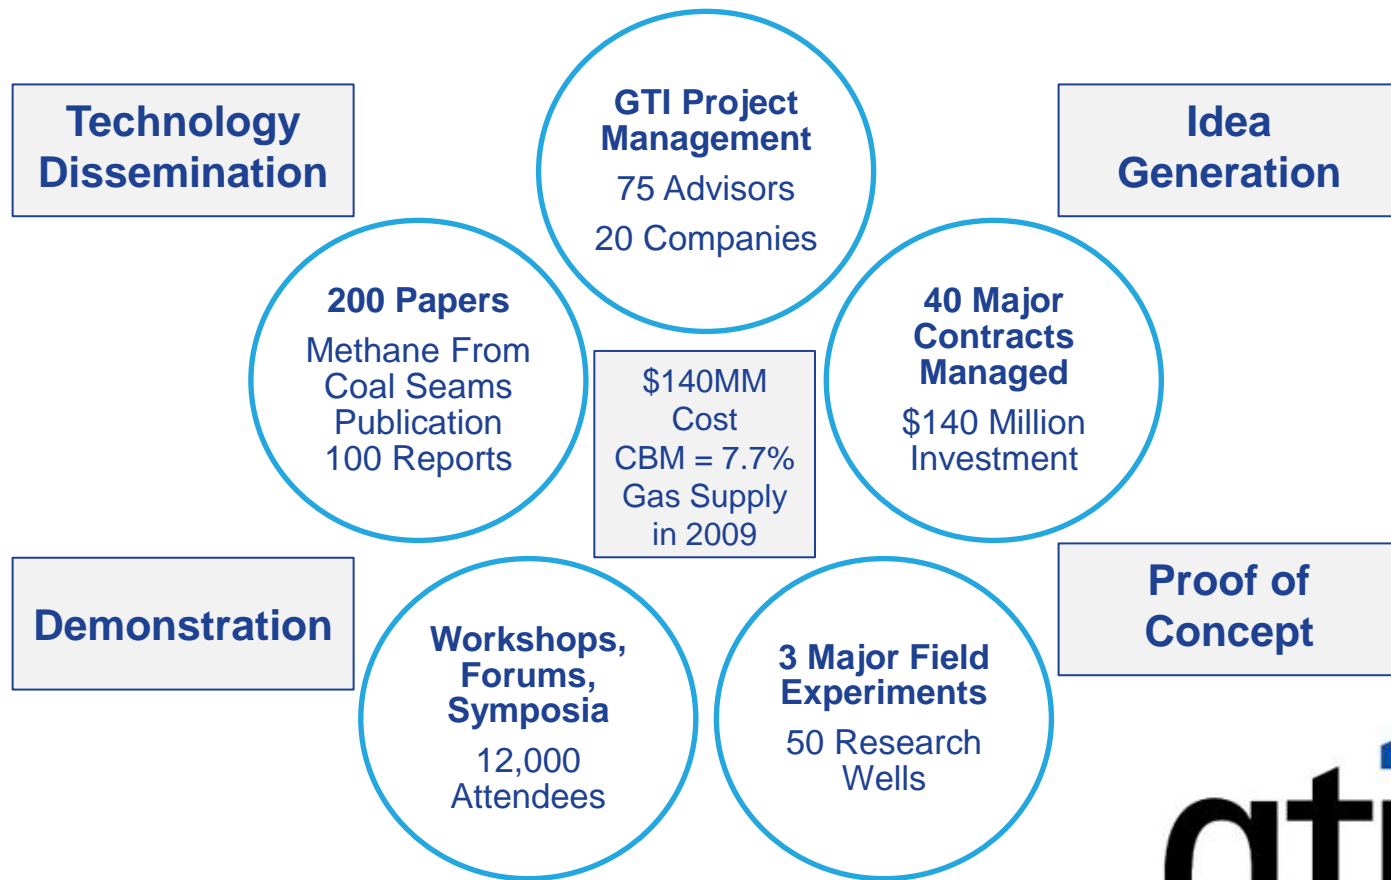 GTI Project
Management
75 Advisors
20 Companies
Technology
Dissemination
Idea
Generation
200 Papers
Methane From
Coal Seams
Publication
100 Reports
40 Major
Contracts
Managed
$140 Million
Investment
$140MM
Cost
CBM = 7.7%
Gas Supply
in 2009
Demonstration
Proof of
Concept
Workshops,
Forums,
Symposia
12,000
Attendees
3 Major Field
Experiments
50 Research
Wells
gti